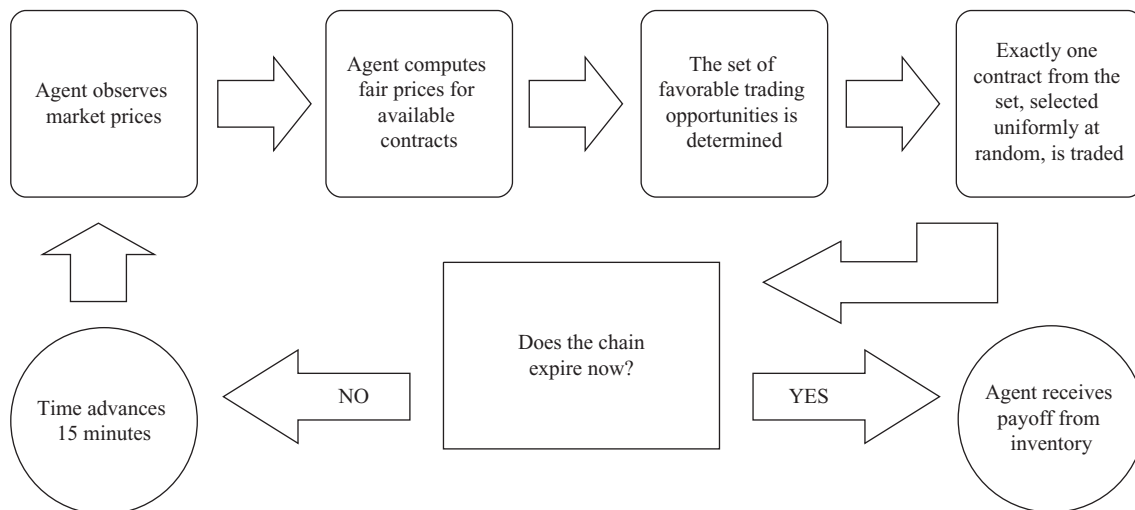 Agent observes
market prices
Agent computes
fair prices for
available
contracts
The set of
favorable trading
opportunities is
determined
Exactly one
contract from the
set, selected
uniformly at
random, is traded
Does the chain
expire now?
NO
YES
Time advances
15 minutes
Agent receives
payoff from
inventory